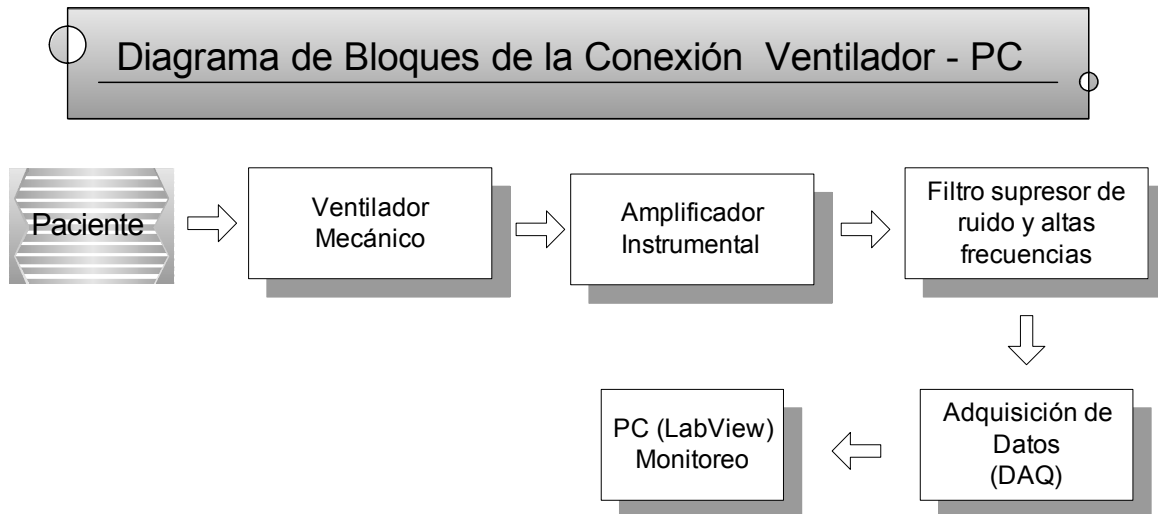 Diagrama de Bloques de la Conexión Ventilador - PC
Paciente
Ventilador
Mecánico
Amplificador
Instrumental
Filtro supresor de
ruido y altas
frecuencias
Adquisición de
Datos
(DAQ)
PC (LabView)
Monitoreo